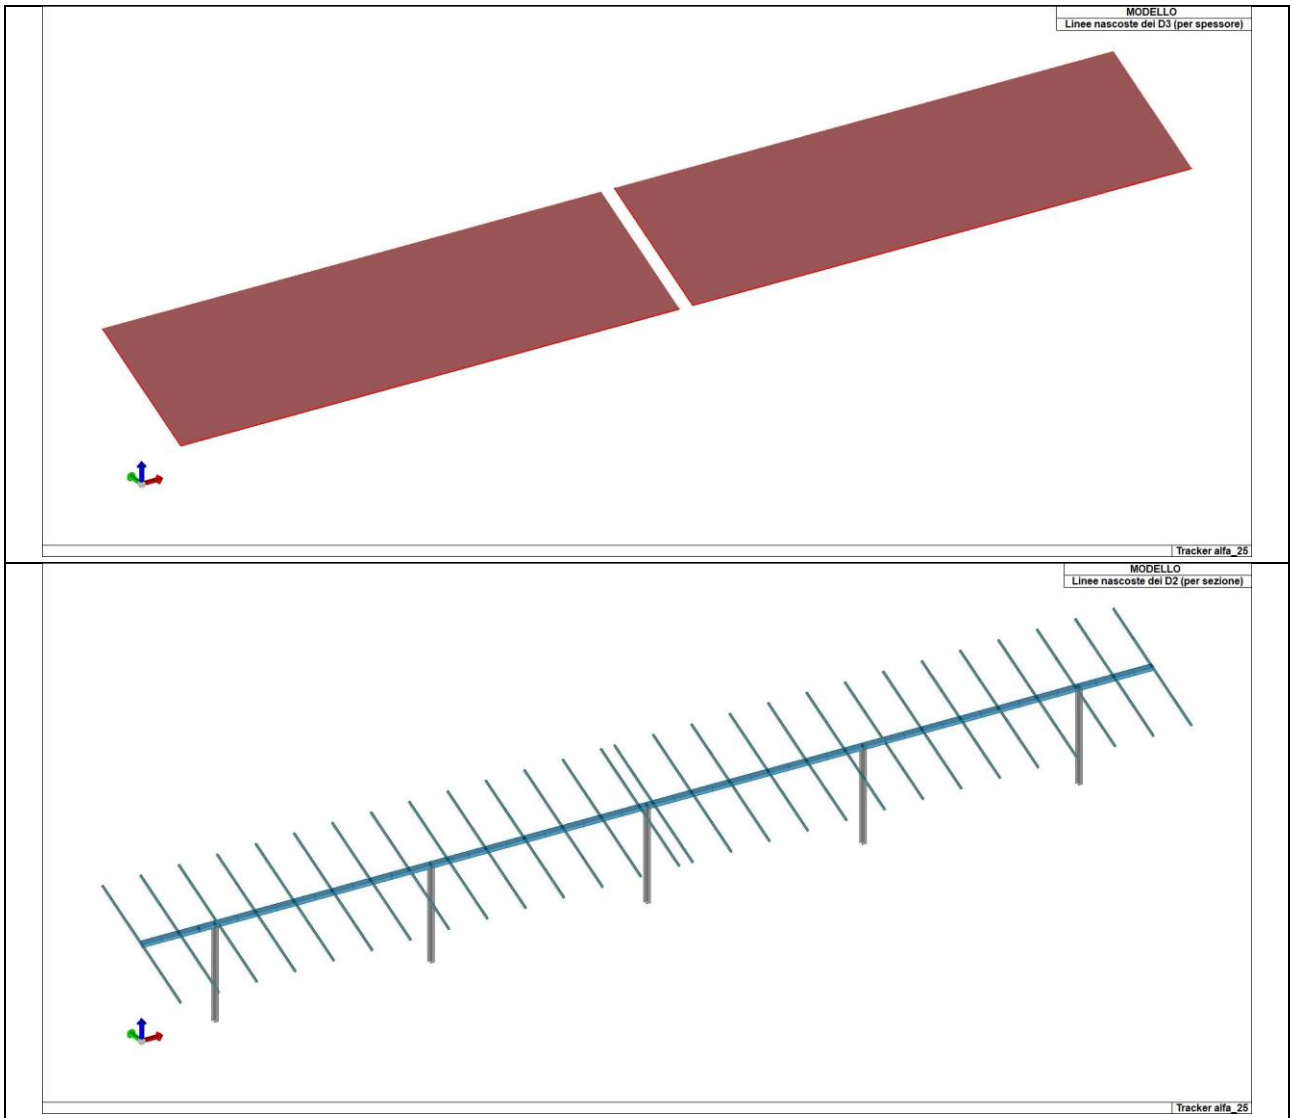 MODELLO
Linee nascoste dei D3 (per spessore)
Tracker alfa_25
MODELLO
Linee nascoste dei D2 (per sezione)
Tracker alfa_25